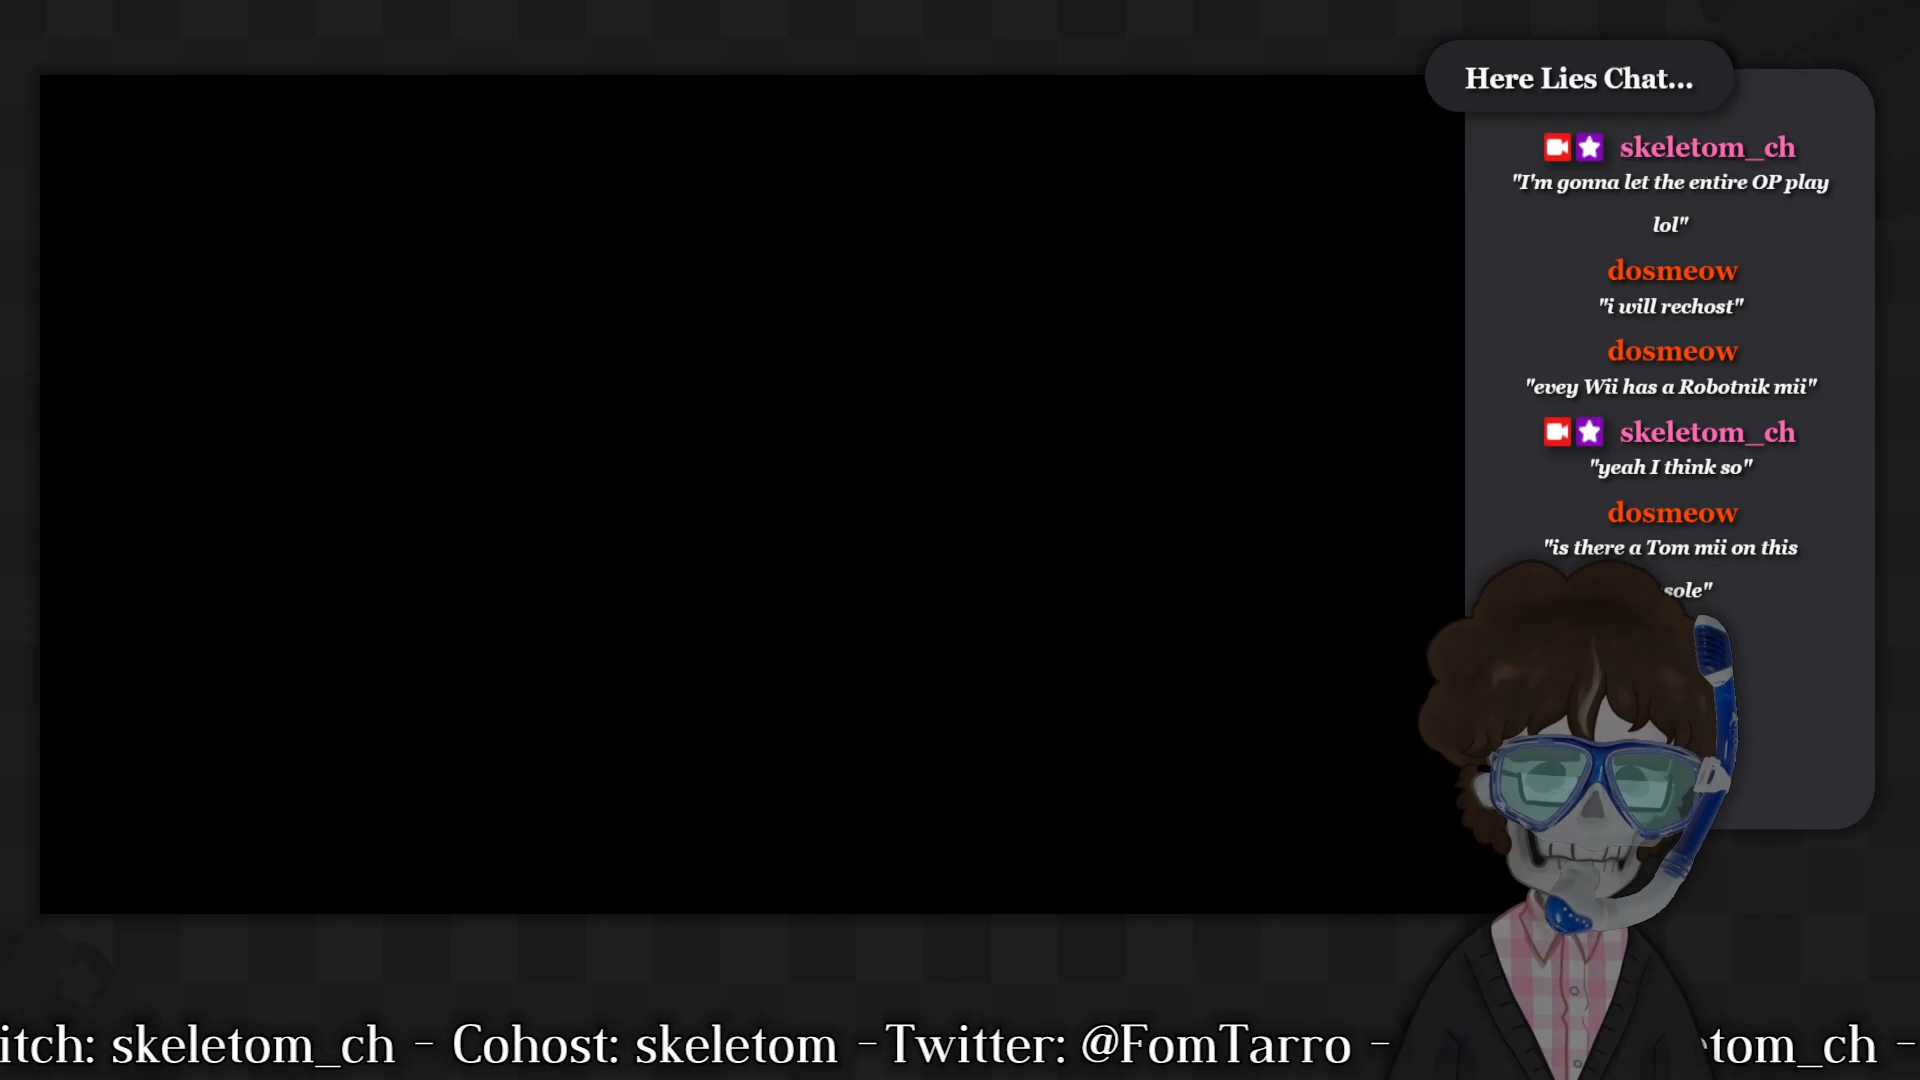 Here Lies Chat...
skeletom_ch
"I'm gonna let the entire OP play
lol"
dosmeow
"i will rechost"
dosmeow
"evey Wii has a Robotnik mii"
skeletom_ch
"yeah I think so"
dosmeow
"is there a Tom mii on this
sole"
itch: skeletom_ch - Cohost: skeletom - Twitter: @FomTarro - tom_ch -